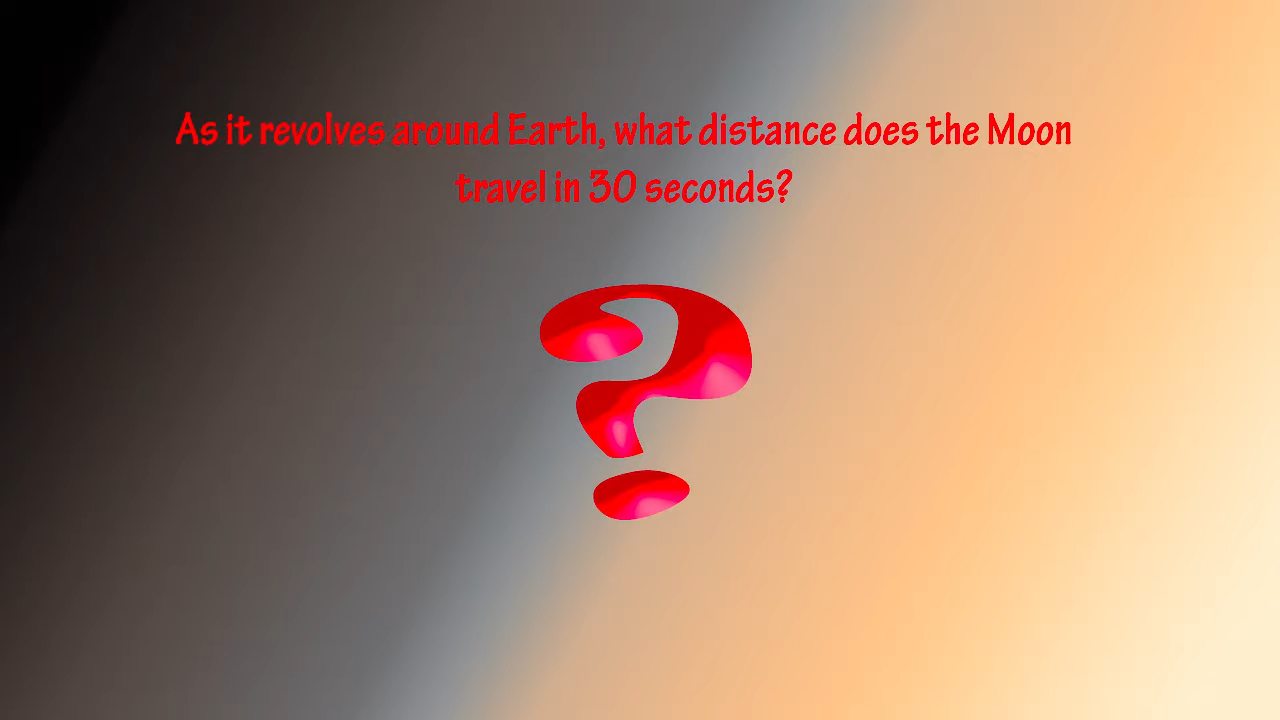 As it revolves around Earth, what distance does the Moon
travel in 30 seconds?
?